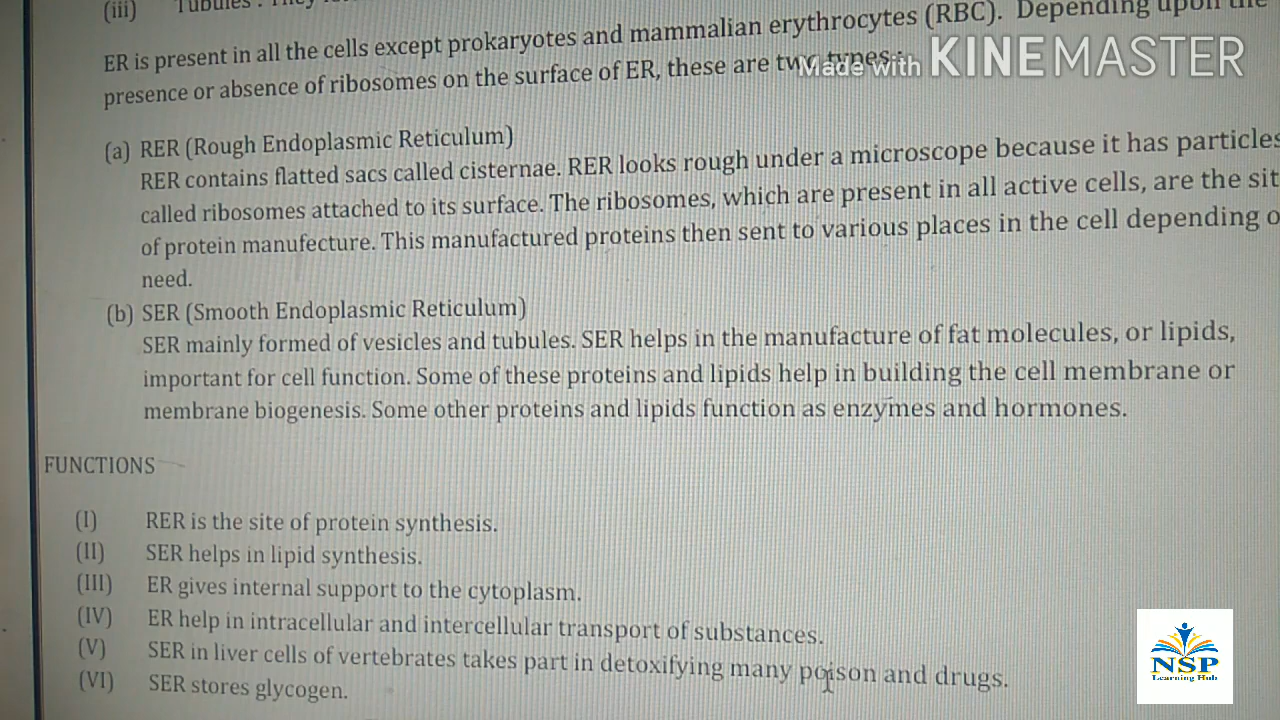 (iii) Tubules : They
ER is present in all the cells except prokaryotes and mammalian erythrocytes (RBC). Depending upon the
presence or absence of ribosomes on the surface of ER, these are two types :
Made with KINEMASTER
(a) RER (Rough Endoplasmic Reticulum)
RER contains flatted sacs called cisternae. RER looks rough under a microscope because it has particles
called ribosomes attached to its surface. The ribosomes, which are present in all active cells, are the sit
of protein manufecture. This manufactured proteins then sent to various places in the cell depending o
need.
(b) SER (Smooth Endoplasmic Reticulum)
SER mainly formed of vesicles and tubules. SER helps in the manufacture of fat molecules, or lipids,
important for cell function. Some of these proteins and lipids help in building the cell membrane or
membrane biogenesis. Some other proteins and lipids function as enzymes and hormones.
FUNCTIONS
(I) RER is the site of protein synthesis.
(II) SER helps in lipid synthesis.
(III) ER gives internal support to the cytoplasm.
(IV) ER help in intracellular and intercellular transport of substances.
(V) SER in liver cells of vertebrates takes part in detoxifying many poison and drugs.
(VI) SER stores glycogen.
NSP
Learning Hub